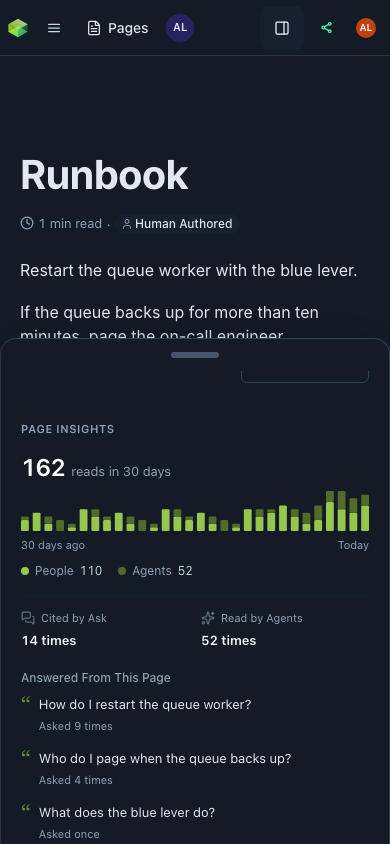 Pages
AL
AL
Runbook
1 min read · Human Authored
Restart the queue worker with the blue lever.
If the queue backs up for more than ten
minutes, page the on-call engineer
PAGE INSIGHTS
162 reads in 30 days
30 days ago
Today
People 110 Agents 52
Cited by Ask
14 times
Read by Agents
52 times
Answered From This Page
“ How do I restart the queue worker?
Asked 9 times
“ Who do I page when the queue backs up?
Asked 4 times
“ What does the blue lever do?
Asked once